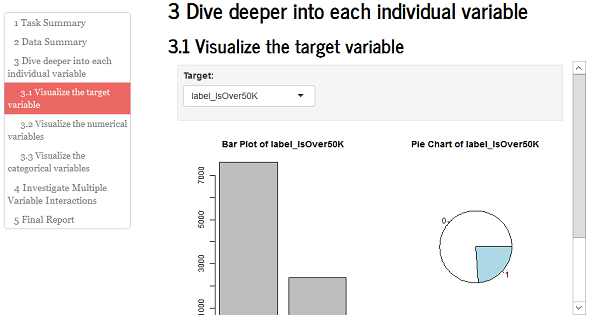 1 Task Summary
2 Data Summary
3 Dive deeper into each
individual variable
3.1 Visualize the target
variable
3.2 Visualize the numerical
variables
3.3 Visualize the
categorical variables
4 Investigate Multiple
Variable Interactions
5 Final Report
3 Dive deeper into each individual variable
3.1 Visualize the target variable
Target:
label_IsOver50K
Bar Plot of label_IsOver50K
7000
5000
3000
1000
Pie Chart of label_IsOver50K
0
1